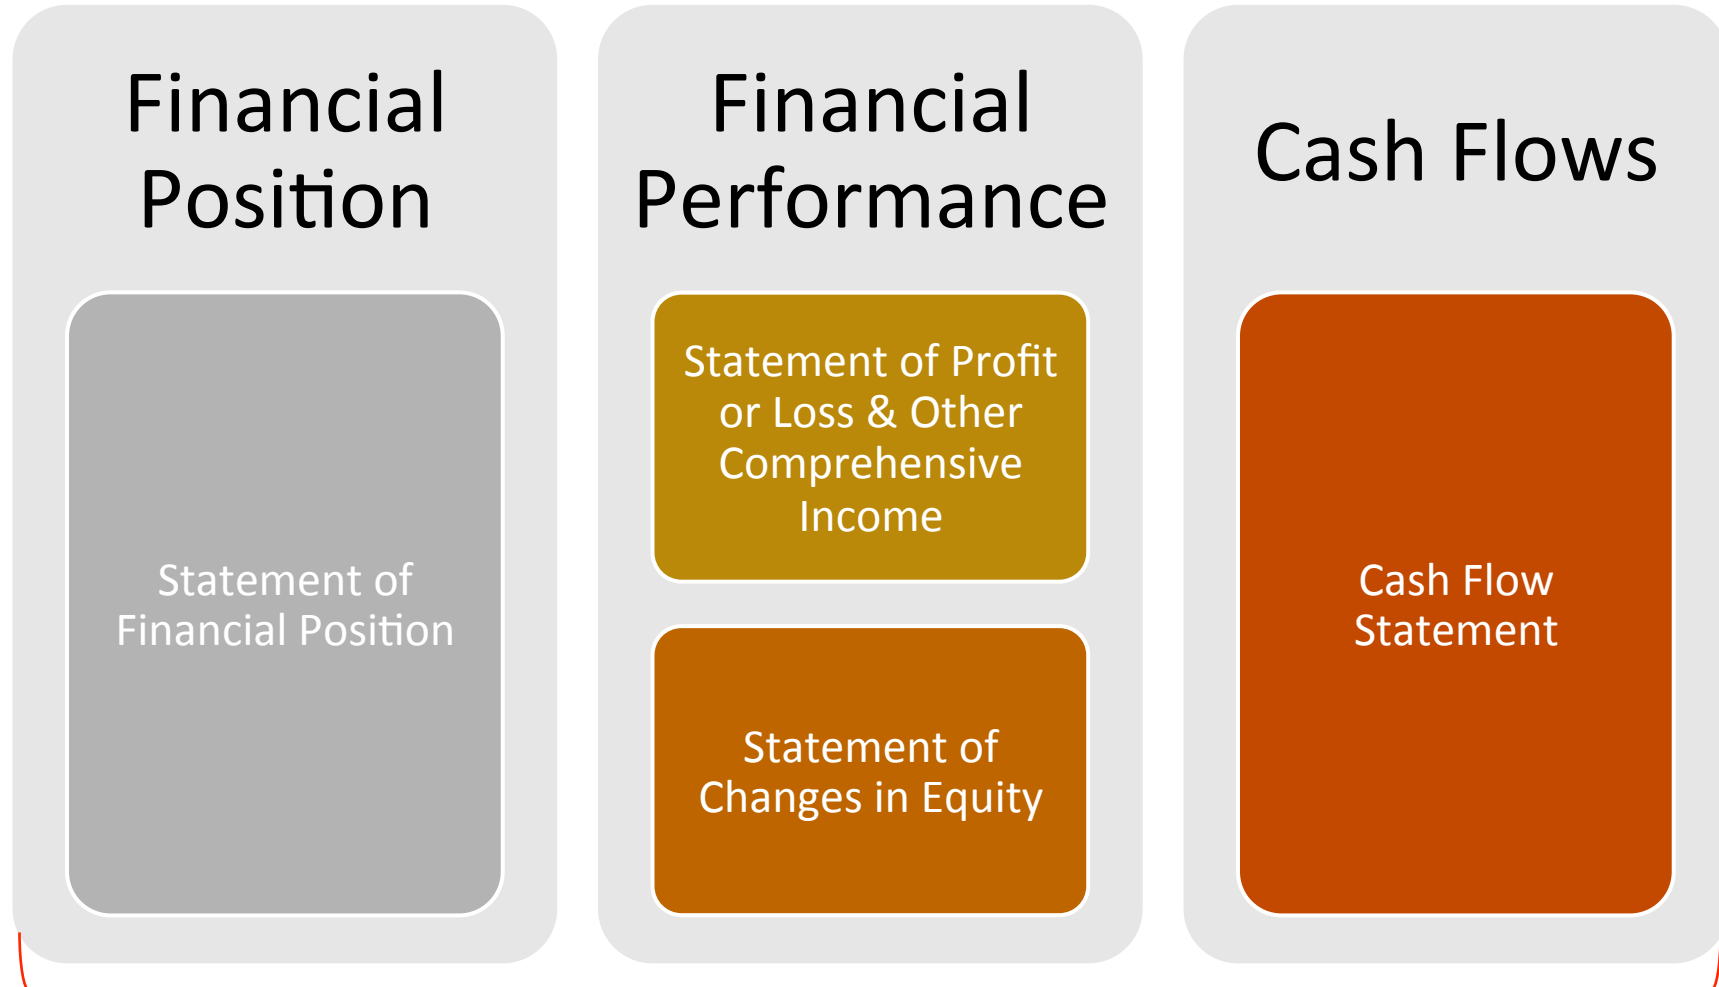 Financial
Position
Statement of
Financial Position
Financial
Performance
Statement of Profit
or Loss & Other
Comprehensive
Income
Statement of
Changes in Equity
Cash Flows
Cash Flow
Statement